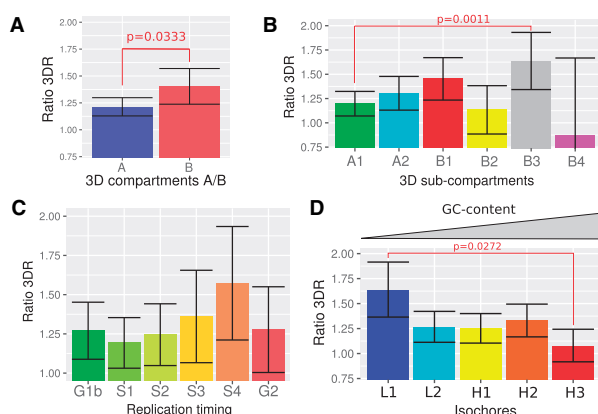 A
Ratio 3DR
2.00
1.75
1.50
1.25
1.00
0.75
p=0.0333
A B
3D compartments A/B
B
Ratio 3DR
2.00
1.75
1.50
1.25
1.00
0.75
p=0.0011
A1 A2 B1 B2 B3 B4
3D sub-compartments
C
Ratio 3DR
2.00
1.75
1.50
1.25
1.00
G1b S1 S2 S3 S4 G2
Replication timing
D
GC-content
Ratio 3DR
2.00
1.75
1.50
1.25
1.00
0.75
p=0.0272
L1 L2 H1 H2 H3
Isochores